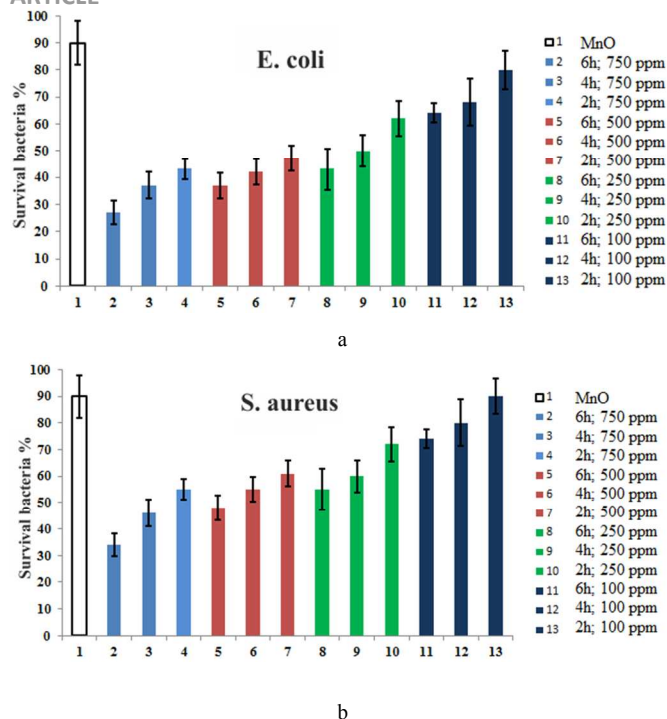 ARTICLE
E. coli
Survival bacteria %
100
90
80
70
60
50
40
30
20
10
0
1 2 3 4 5 6 7 8 9 10 11 12 13
1 MnO
2 6h; 750 ppm
3 4h; 750 ppm
4 2h; 750 ppm
5 6h; 500 ppm
6 4h; 500 ppm
7 2h; 500 ppm
8 6h; 250 ppm
9 4h; 250 ppm
10 2h; 250 ppm
11 6h; 100 ppm
12 4h; 100 ppm
13 2h; 100 ppm
a
S. aureus
Survival bacteria %
100
90
80
70
60
50
40
30
20
10
0
1 2 3 4 5 6 7 8 9 10 11 12 13
1 MnO
2 6h; 750 ppm
3 4h; 750 ppm
4 2h; 750 ppm
5 6h; 500 ppm
6 4h; 500 ppm
7 2h; 500 ppm
8 6h; 250 ppm
9 4h; 250 ppm
10 2h; 250 ppm
11 6h; 100 ppm
12 4h; 100 ppm
13 2h; 100 ppm
b